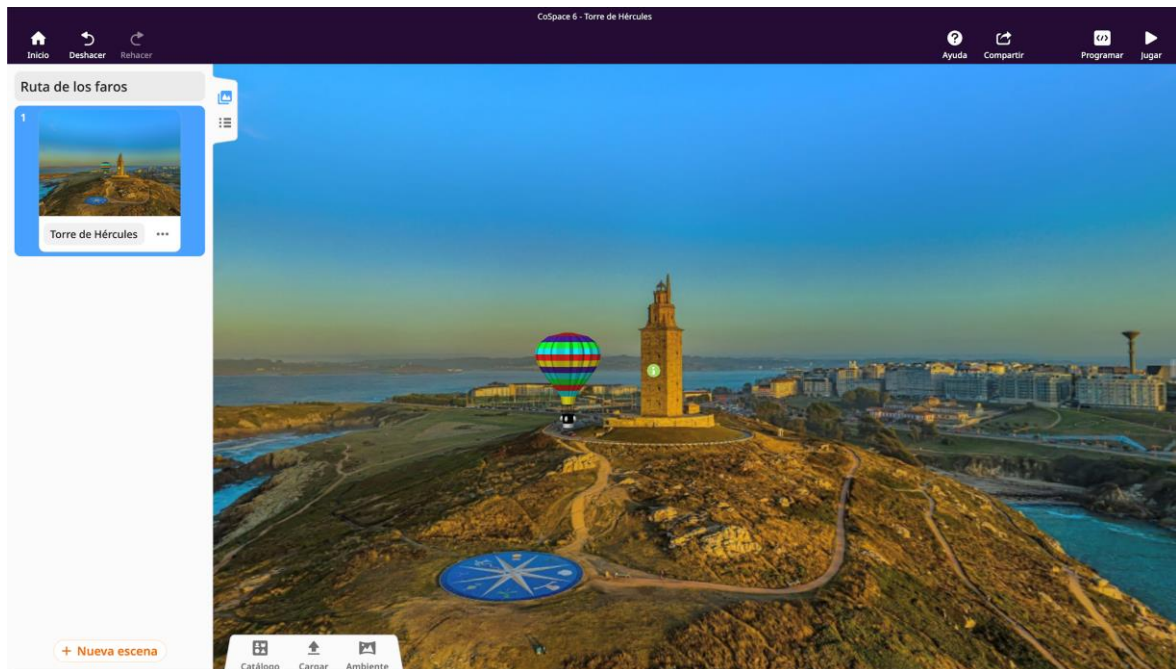 CoSpace 6 - Torre de Hércules
Inicio Deshacer Rehacer Ayuda Compartir Programar Jugar
Ruta de los faros
1
Torre de Hércules
+ Nueva escena
Catálogo Cargar Ambiente